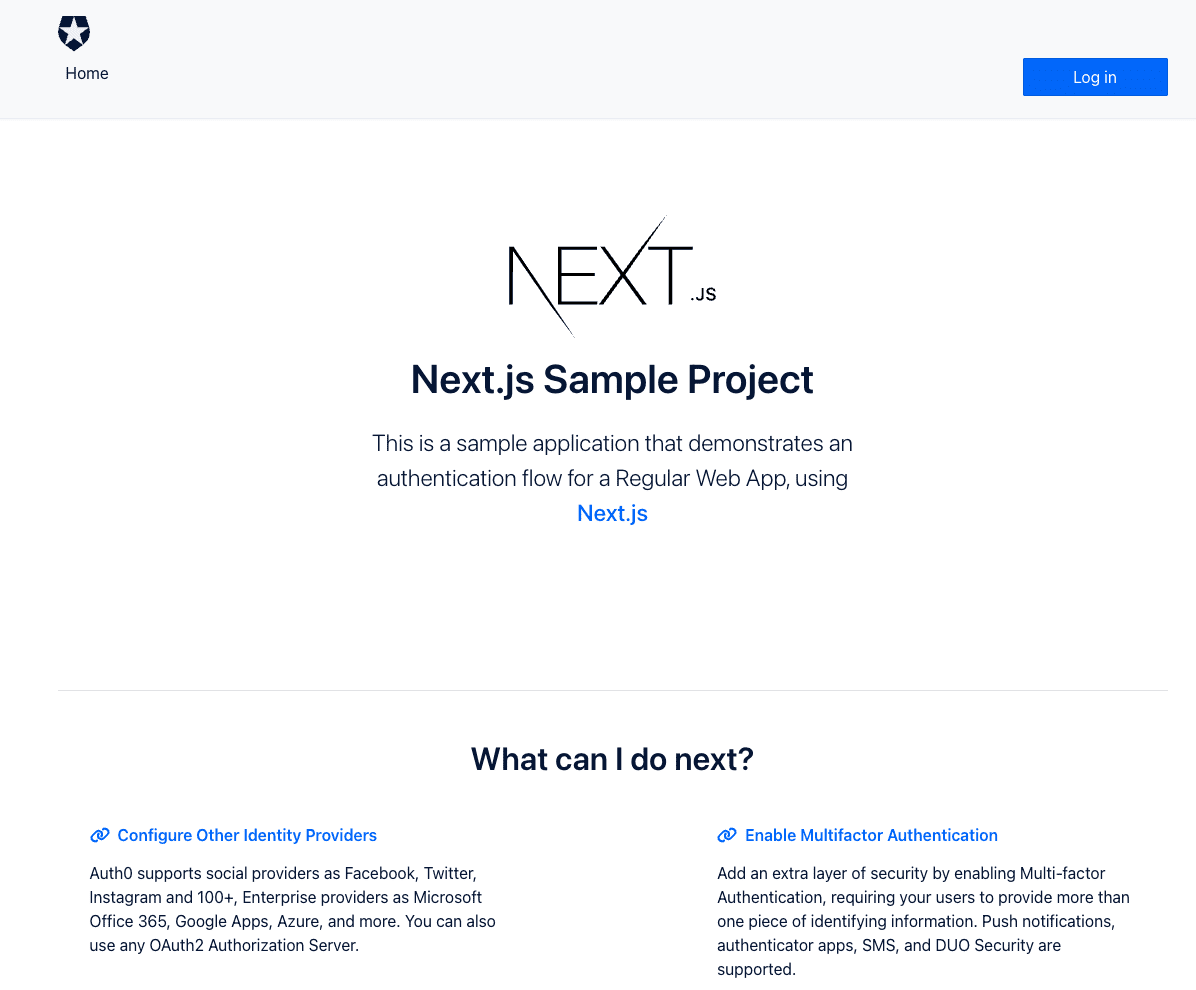 Home
Log in
NEXT.JS
Next.js Sample Project
This is a sample application that demonstrates an
authentication flow for a Regular Web App, using
Next.js
What can I do next?
Configure Other Identity Providers
Auth0 supports social providers as Facebook, Twitter,
Instagram and 100+, Enterprise providers as Microsoft
Office 365, Google Apps, Azure, and more. You can also
use any OAuth2 Authorization Server.
Enable Multifactor Authentication
Add an extra layer of security by enabling Multi-factor
Authentication, requiring your users to provide more than
one piece of identifying information. Push notifications,
authenticator apps, SMS, and DUO Security are
supported.